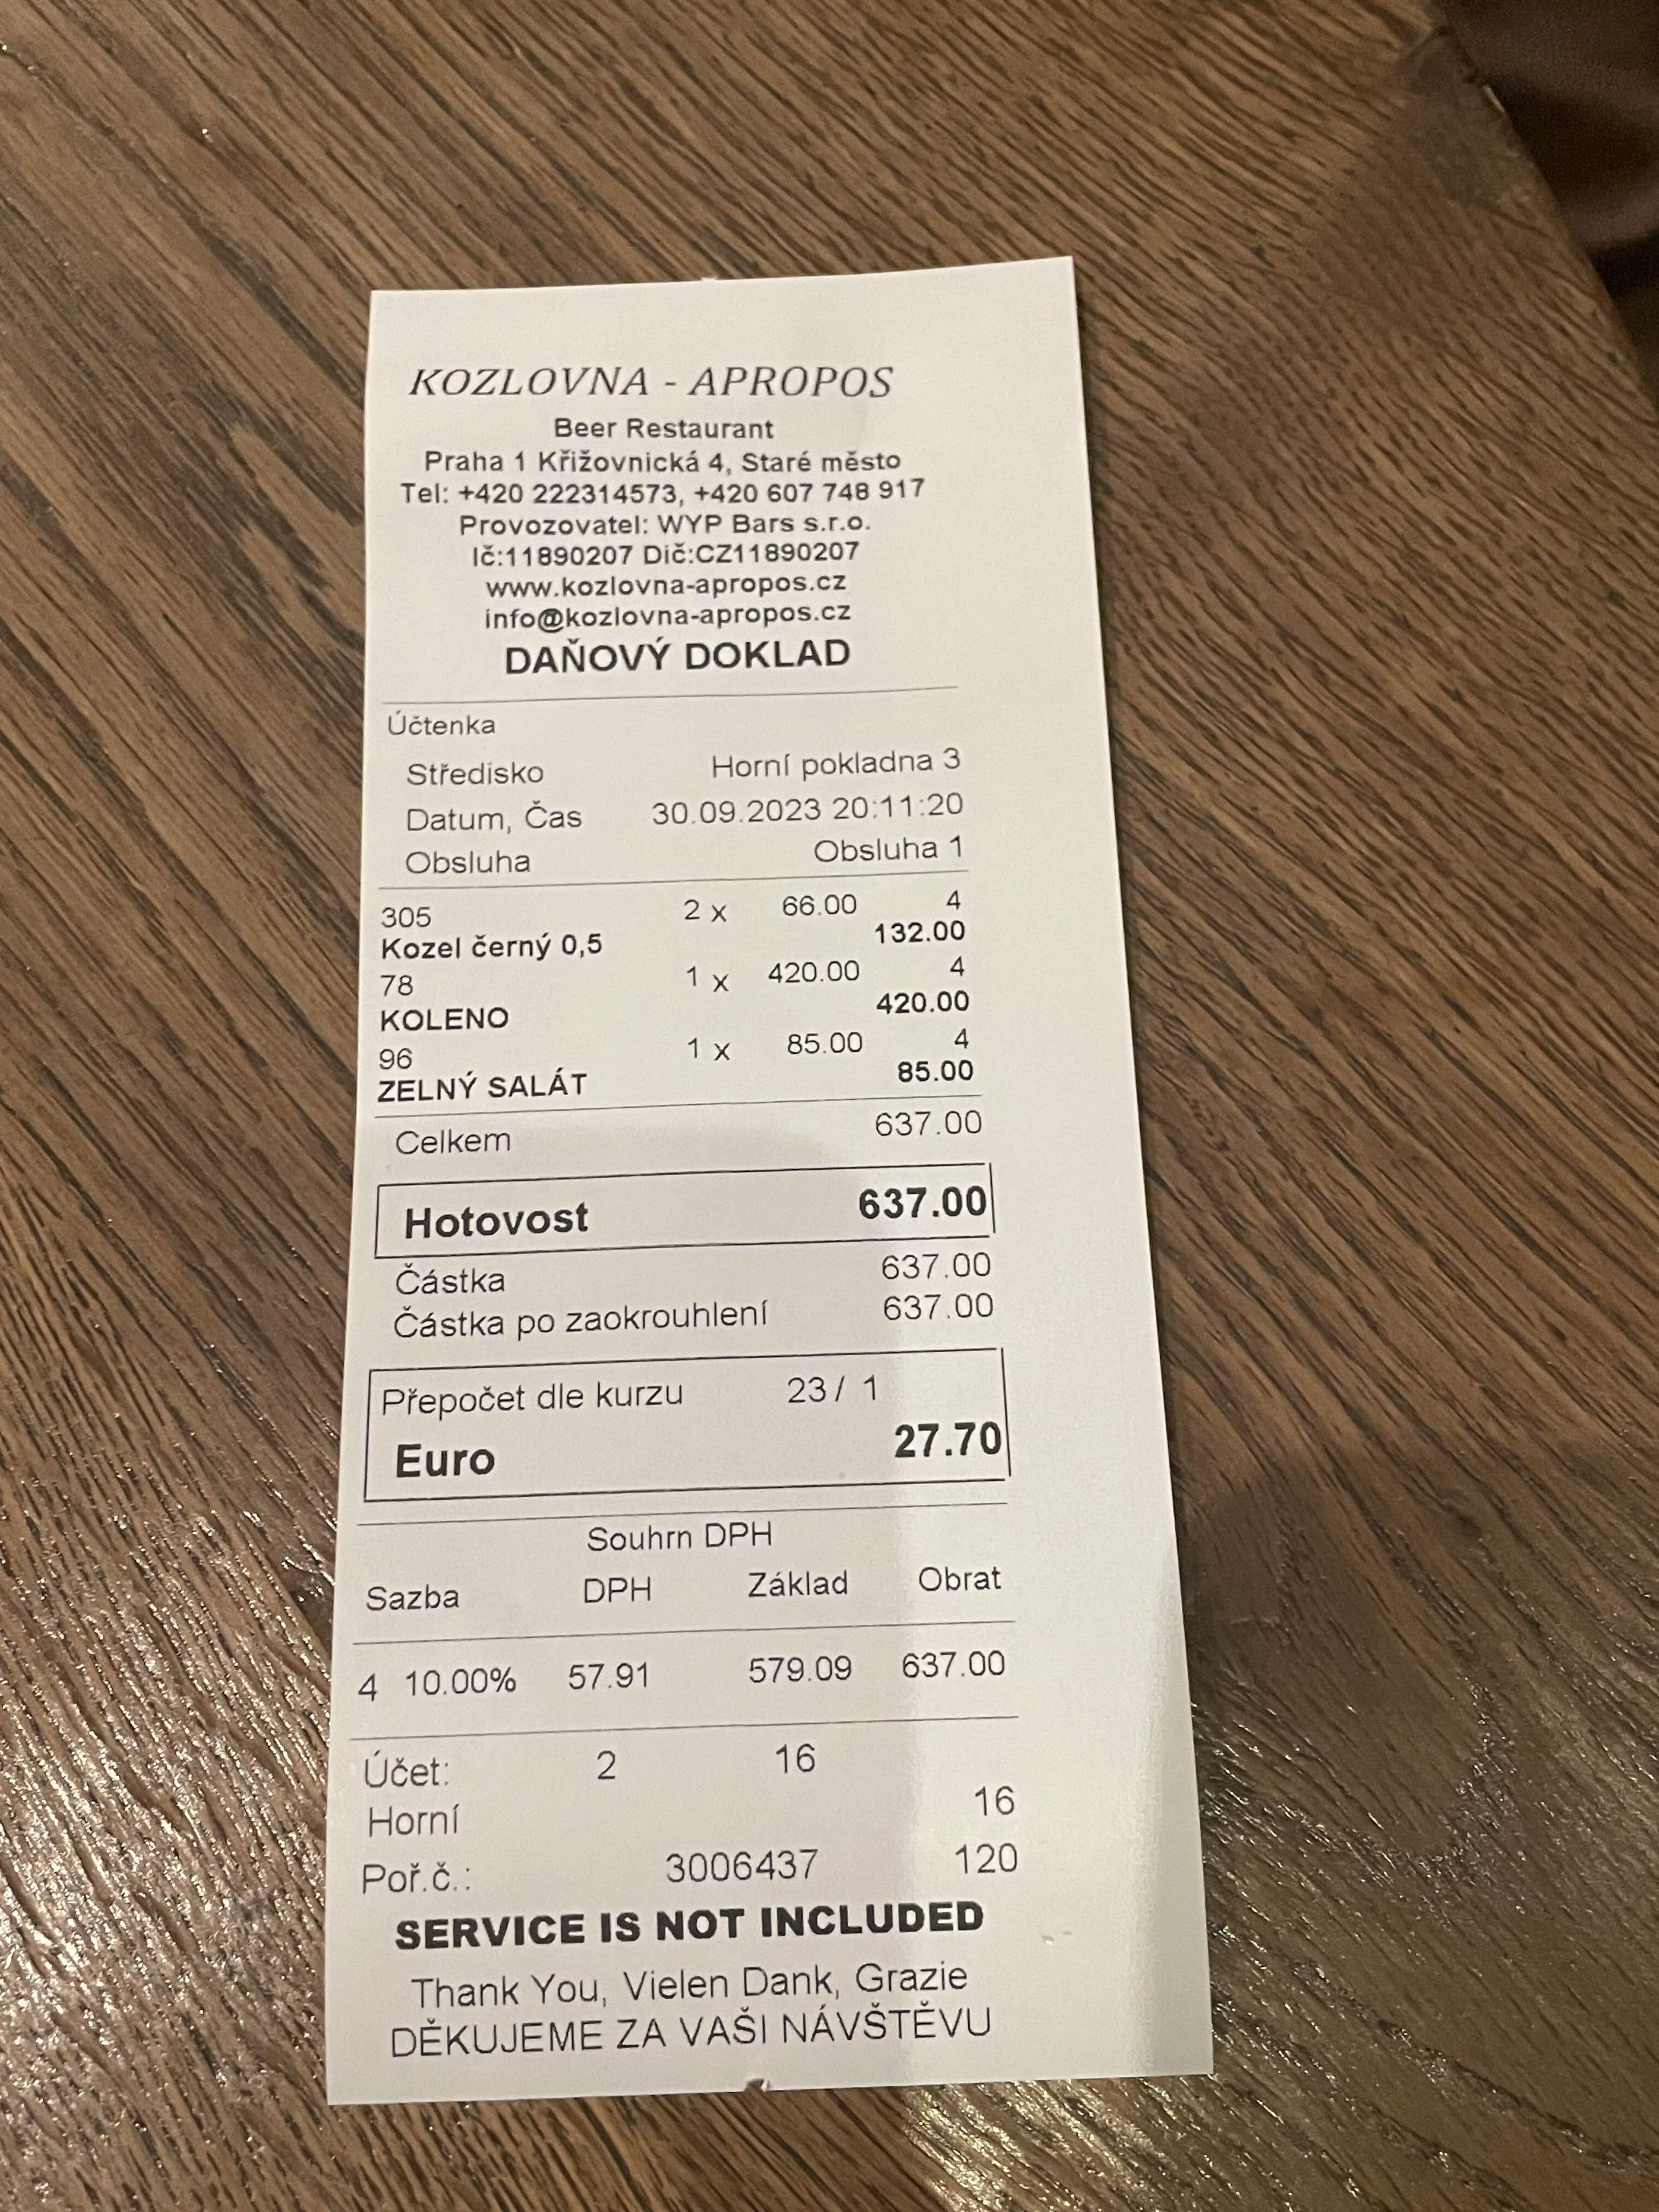 KOZLOVNA - APROPOS
Beer Restaurant
Praha 1 Křižovnická 4, Staré město
Tel: +420 222314573, +420 607 748 917
Provozovatel: WYP Bars s.r.o.
Ič:11890207 Dič:CZ11890207
www.kozlovna-apropos.cz
info@kozlovna-apropos.cz
DAŇOVÝ DOKLAD
Účtenka
Středisko Horní pokladna 3
Datum, Čas 30.09.2023 20:11:20
Obsluha Obsluha 1
305 2 x 66.00 4
Kozel černý 0,5 132.00
78 1 x 420.00 4
KOLENO 420.00
96 1 x 85.00 4
ZELNÝ SALÁT 85.00
Celkem 637.00
Hotovost 637.00
Částka 637.00
Částka po zaokrouhlení 637.00
Přepočet dle kurzu 23/ 1
Euro 27.70
Souhrn DPH
Sazba DPH Základ Obrat
4 10.00% 57.91 579.09 637.00
Účet: 2 16
Horní 16
Poř.č.: 3006437 120
SERVICE IS NOT INCLUDED
Thank You, Vielen Dank, Grazie
DĚKUJEME ZA VAŠI NÁVŠTĚVU